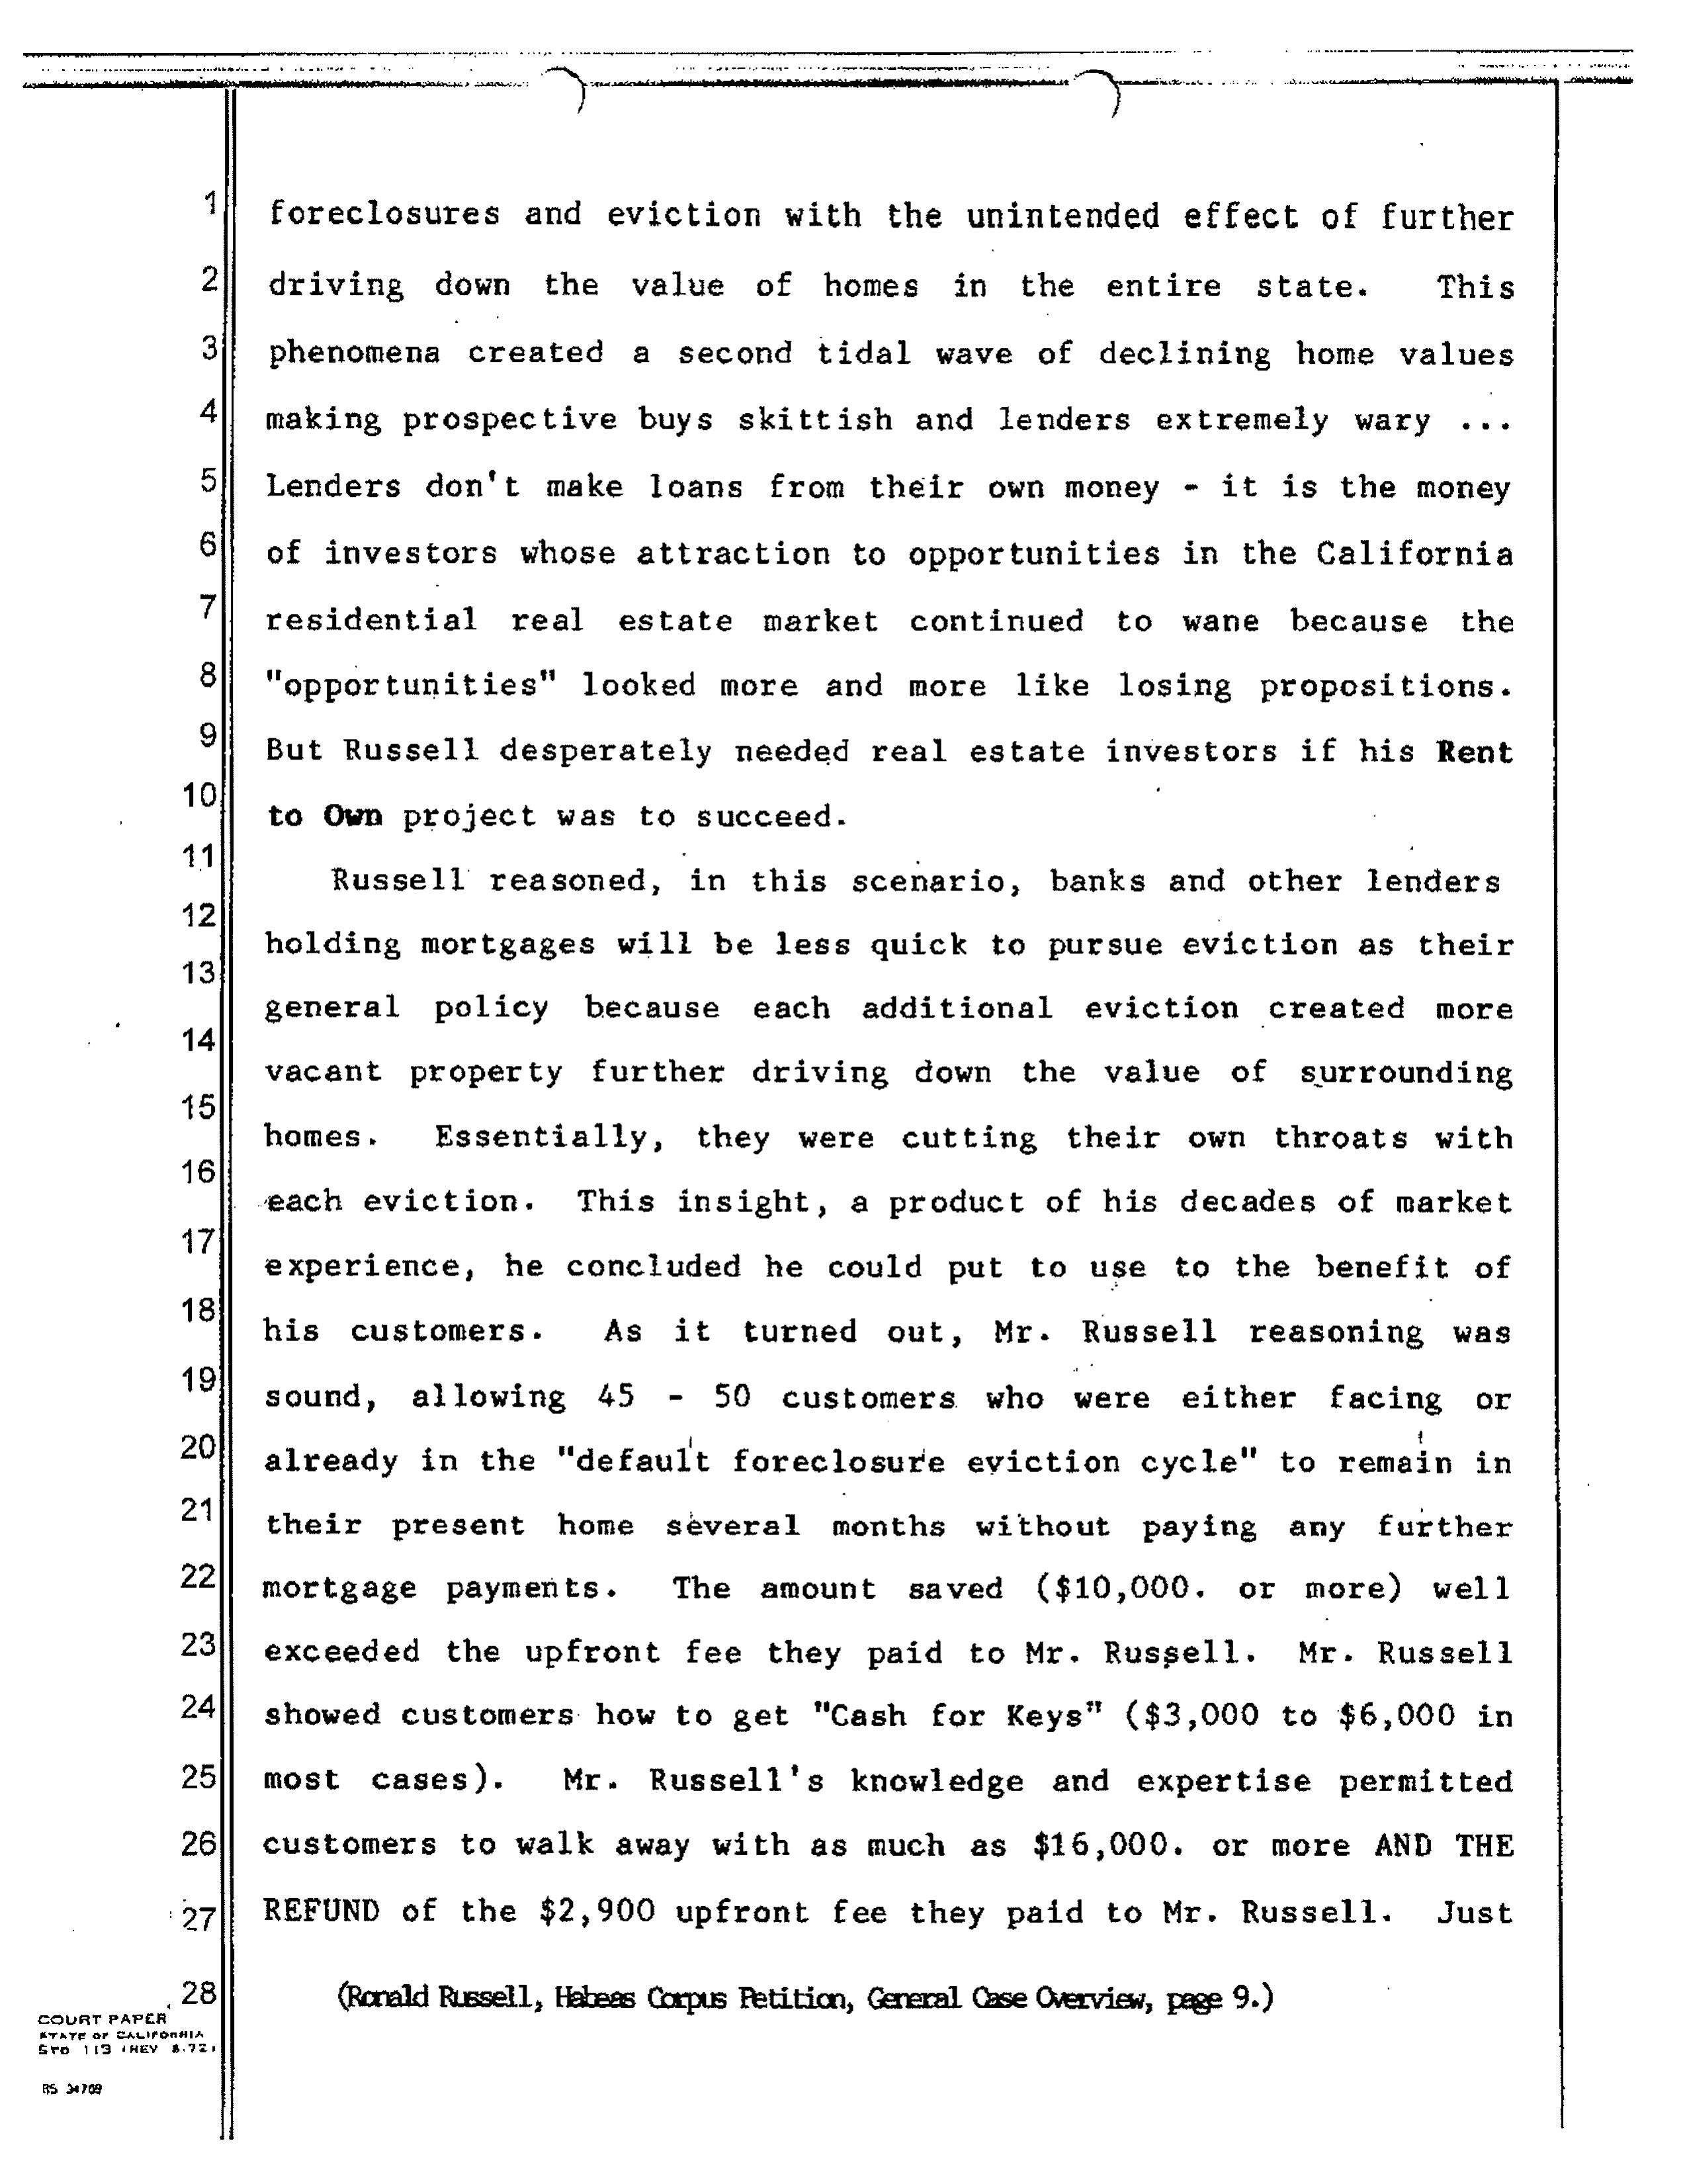 1 foreclosures and eviction with the unintended effect of further
2 driving down the value of homes in the entire state. This
3 phenomena created a second tidal wave of declining home values
4 making prospective buys skittish and lenders extremely wary ...
5 Lenders don't make loans from their own money - it is the money
6 of investors whose attraction to opportunities in the California
7 residential real estate market continued to wane because the
8 "opportunities" looked more and more like losing propositions.
9 But Russell desperately needed real estate investors if his Rent
10 to Own project was to succeed.
11 Russell reasoned, in this scenario, banks and other lenders
12 holding mortgages will be less quick to pursue eviction as their
13 general policy because each additional eviction created more
14 vacant property further driving down the value of surrounding
15 homes. Essentially, they were cutting their own throats with
16 each eviction. This insight, a product of his decades of market
17 experience, he concluded he could put to use to the benefit of
18 his customers. As it turned out, Mr. Russell reasoning was
19 sound, allowing 45 - 50 customers who were either facing or
20 already in the "default foreclosure eviction cycle" to remain in
21 their present home several months without paying any further
22 mortgage payments. The amount saved ($10,000. or more) well
23 exceeded the upfront fee they paid to Mr. Russell. Mr. Russell
24 showed customers how to get "Cash for Keys" ($3,000 to $6,000 in
25 most cases). Mr. Russell's knowledge and expertise permitted
26 customers to walk away with as much as $16,000. or more AND THE
27 REFUND of the $2,900 upfront fee they paid to Mr. Russell. Just
28 (Ronald Russell, Habeas Corpus Petition, General Case Overview, page 9.)
COURT PAPER
STATE OF CALIFORNIA
STD 113 (REV 8-72)
85 34769